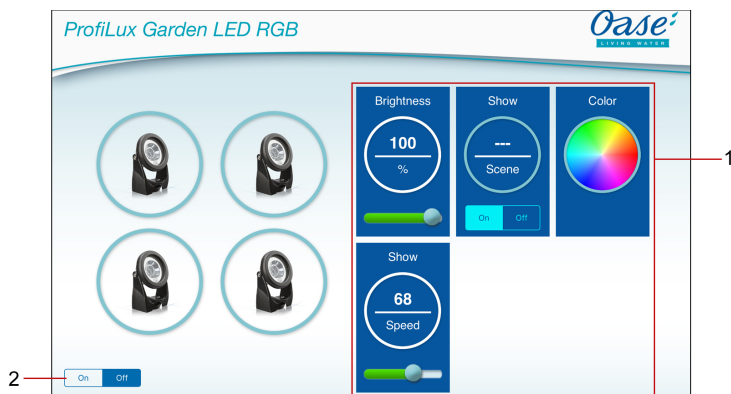 ProfiLux Garden LED RGB
Oase
LIVING WATER
Brightness
100
%
Show
---
Scene
On Off
Color
1
Show
68
Speed
2
On Off